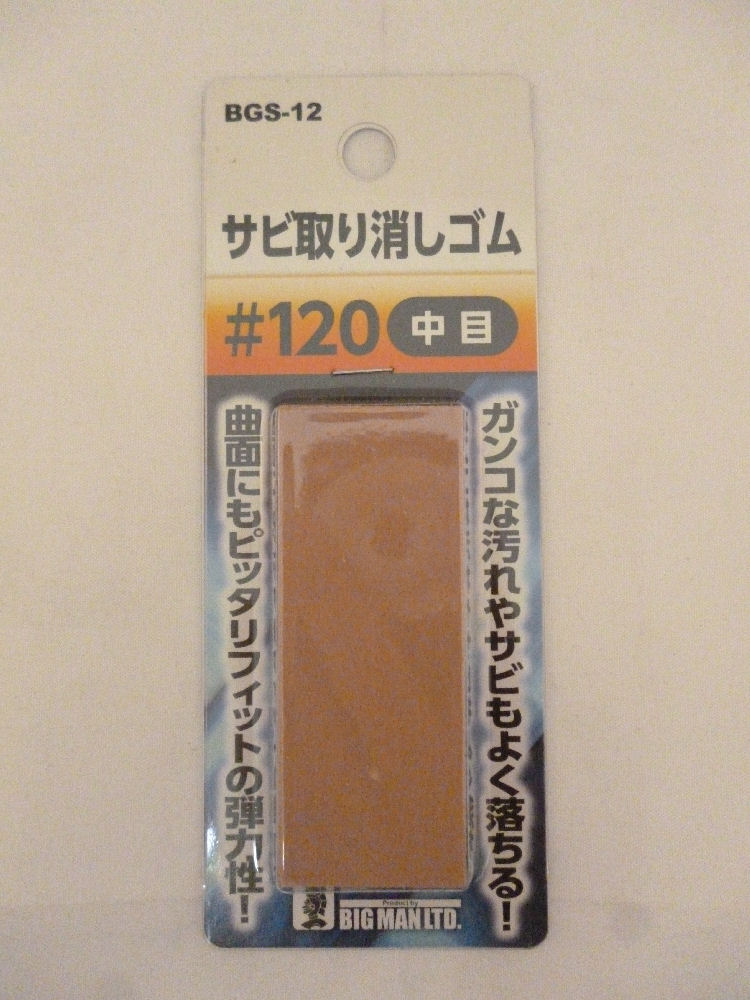 BGS-12
サビ取り消しゴム
#120 中目
ガンコな汚れやサビもよく落ちる!
曲面にもピッタリフィットの弾力性!
Product by
BIG MAN LTD.